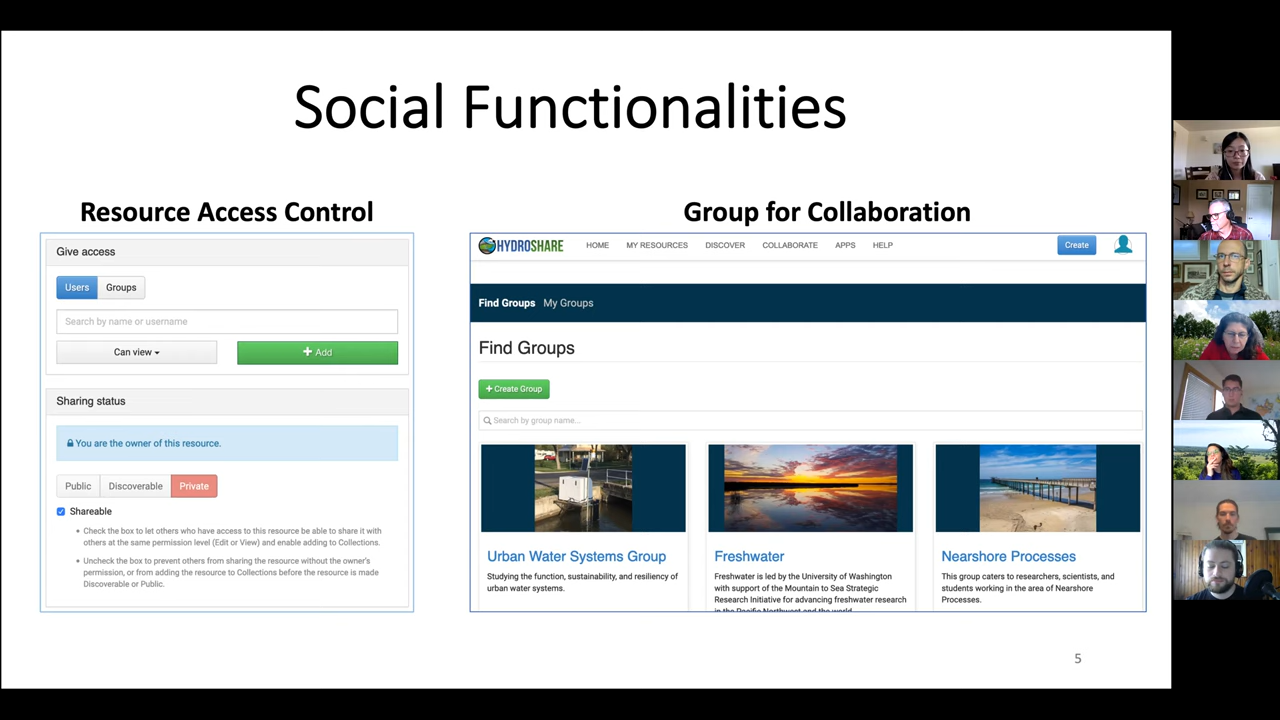 Social Functionalities
Resource Access Control
Give access
Users
Groups
Search by name or username
Can view
Add
Sharing status
You are the owner of this resource.
Public
Discoverable
Private
Shareable
Check the box to let others who have access to this resource be able to share it with
others at the same permission level (Edit or View) and enable adding to Collections.
Uncheck the box to prevent others from sharing the resource without the owner's
permission, or from adding the resource to Collections before the resource is made
Discoverable or Public.
Group for Collaboration
HYDROSHARE
HOME
MY RESOURCES
DISCOVER
COLLABORATE
APPS
HELP
Create
Find Groups
My Groups
Find Groups
Create Group
Search by group name...
Urban Water Systems Group
Studying the function, sustainability, and resiliency of
urban water systems.
Freshwater
Freshwater is led by the University of Washington
with support of the Mountain to Sea Strategic
Research Initiative for advancing freshwater research
in the Pacific Northwest and the world.
Nearshore Processes
This group caters to researchers, scientists, and
students working in the area of Nearshore
Processes.
5